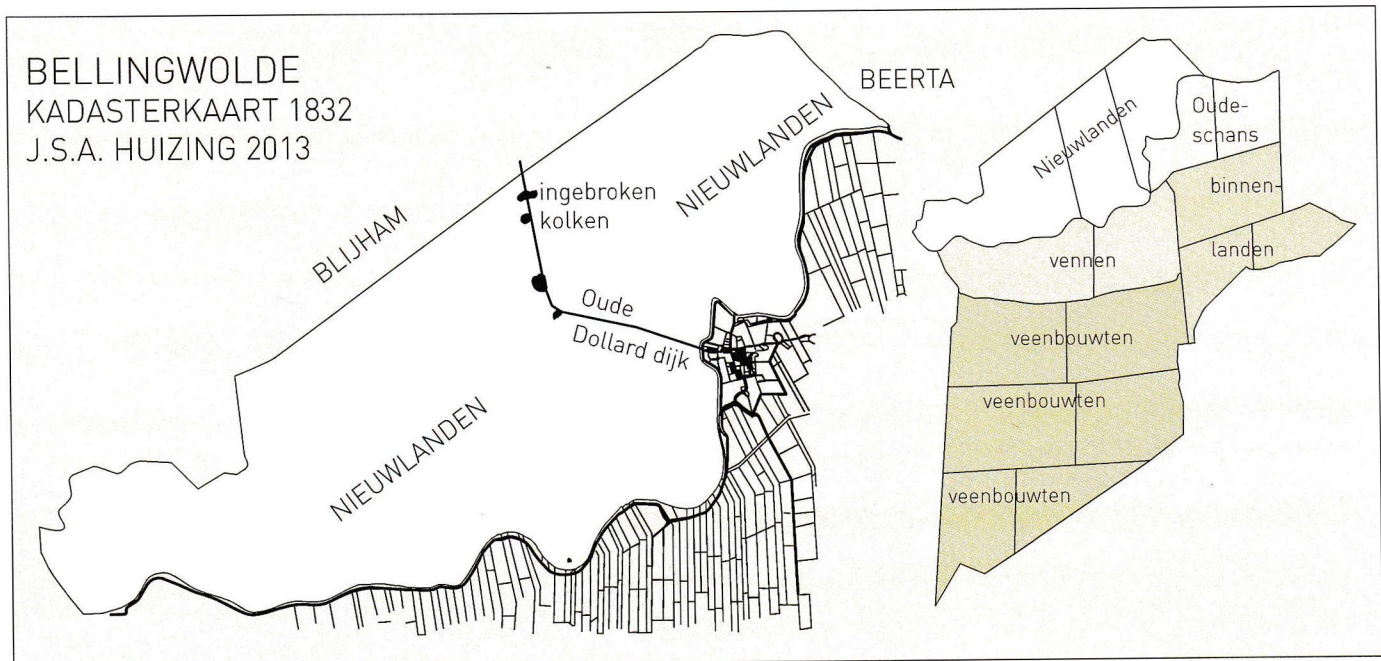 BELLINGWOLDE
KADASTERKAART 1832
J.S.A. HUIZING 2013
BEERTA
NIEUWLANDEN
ingebroken
kolken
BLIJHAM
Oude
Dollard dijk
NIEUWLANDEN
Nieuwlanden
Oude-
schans
binnen-
landen
vennen
veenbouwten
veenbouwten
veenbouwten